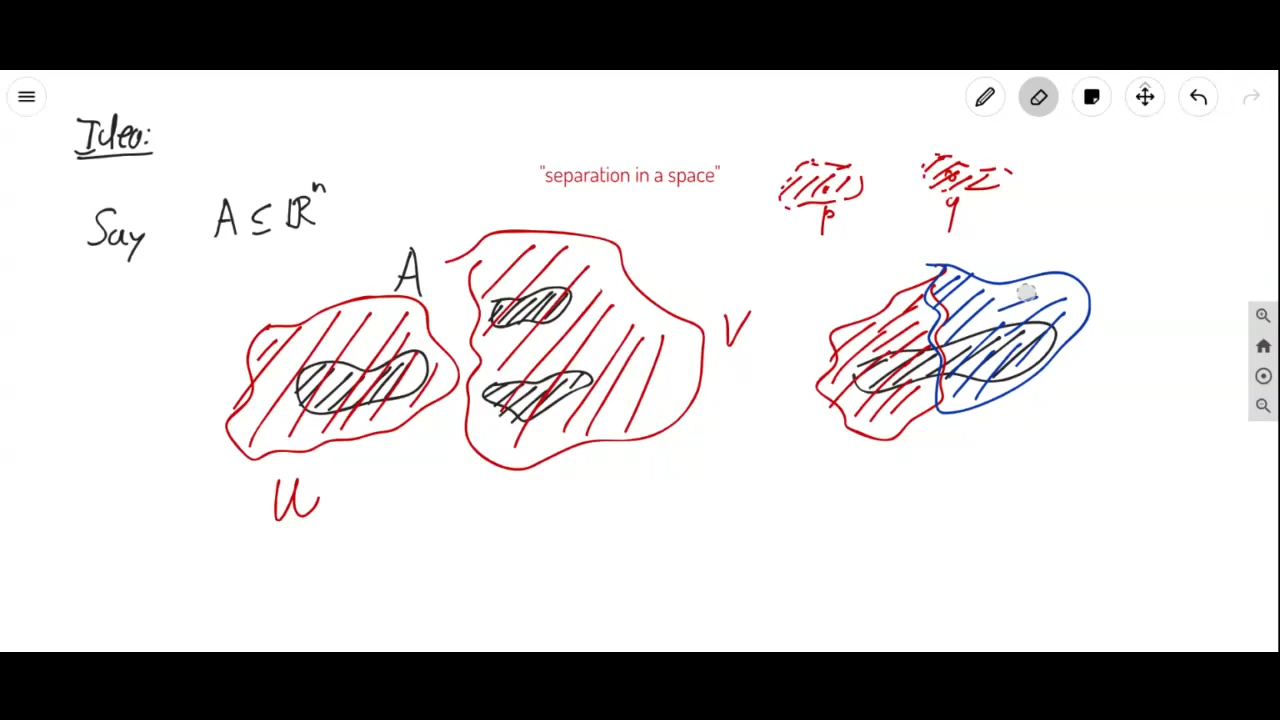 Idea:
"separation in a space"
Say A ⊆ ℝⁿ
p
q
A
V
U